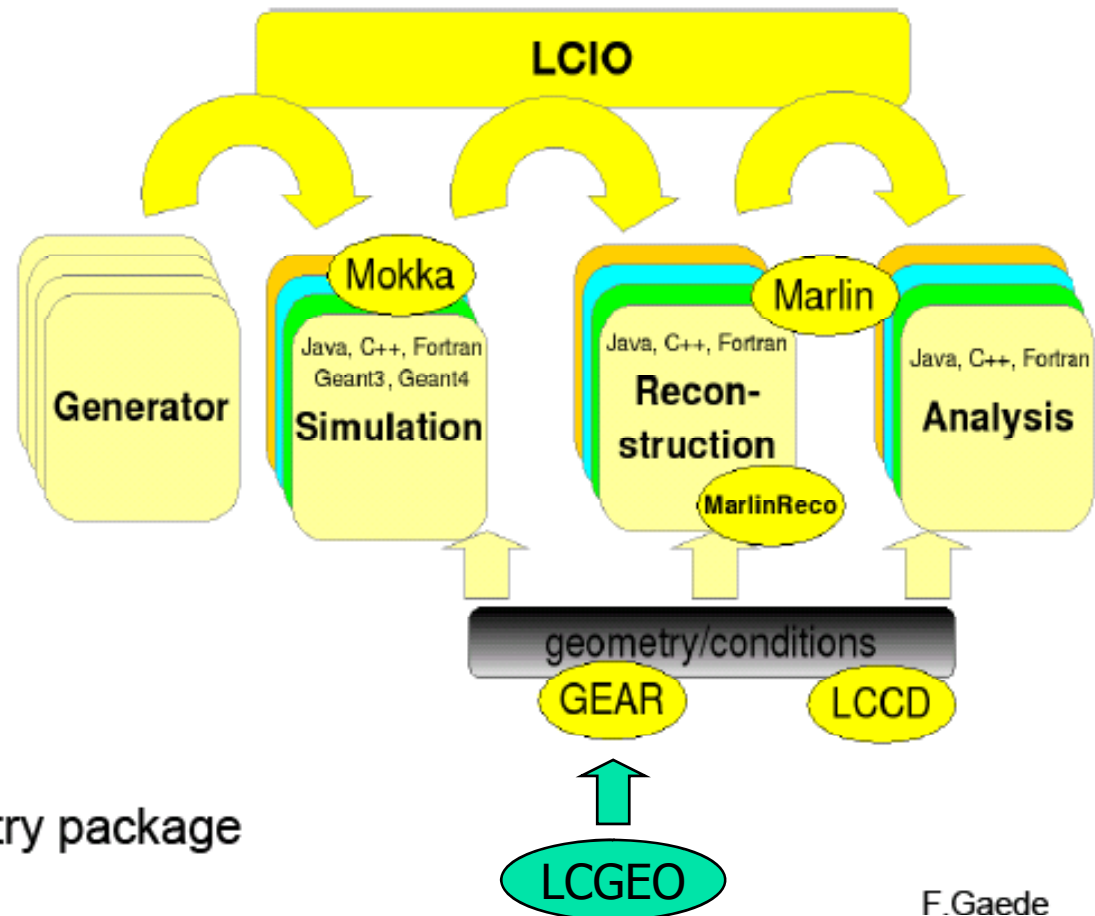 LCIO
Mokka
Marlin
Generator
Java, C++, Fortran
Geant3, Geant4
Simulation
Java, C++, Fortran
Recon-
struction
MarlinReco
Java, C++, Fortran
Analysis
geometry/conditions
GEAR
LCCD
try package
LCGEO
F.Gaede